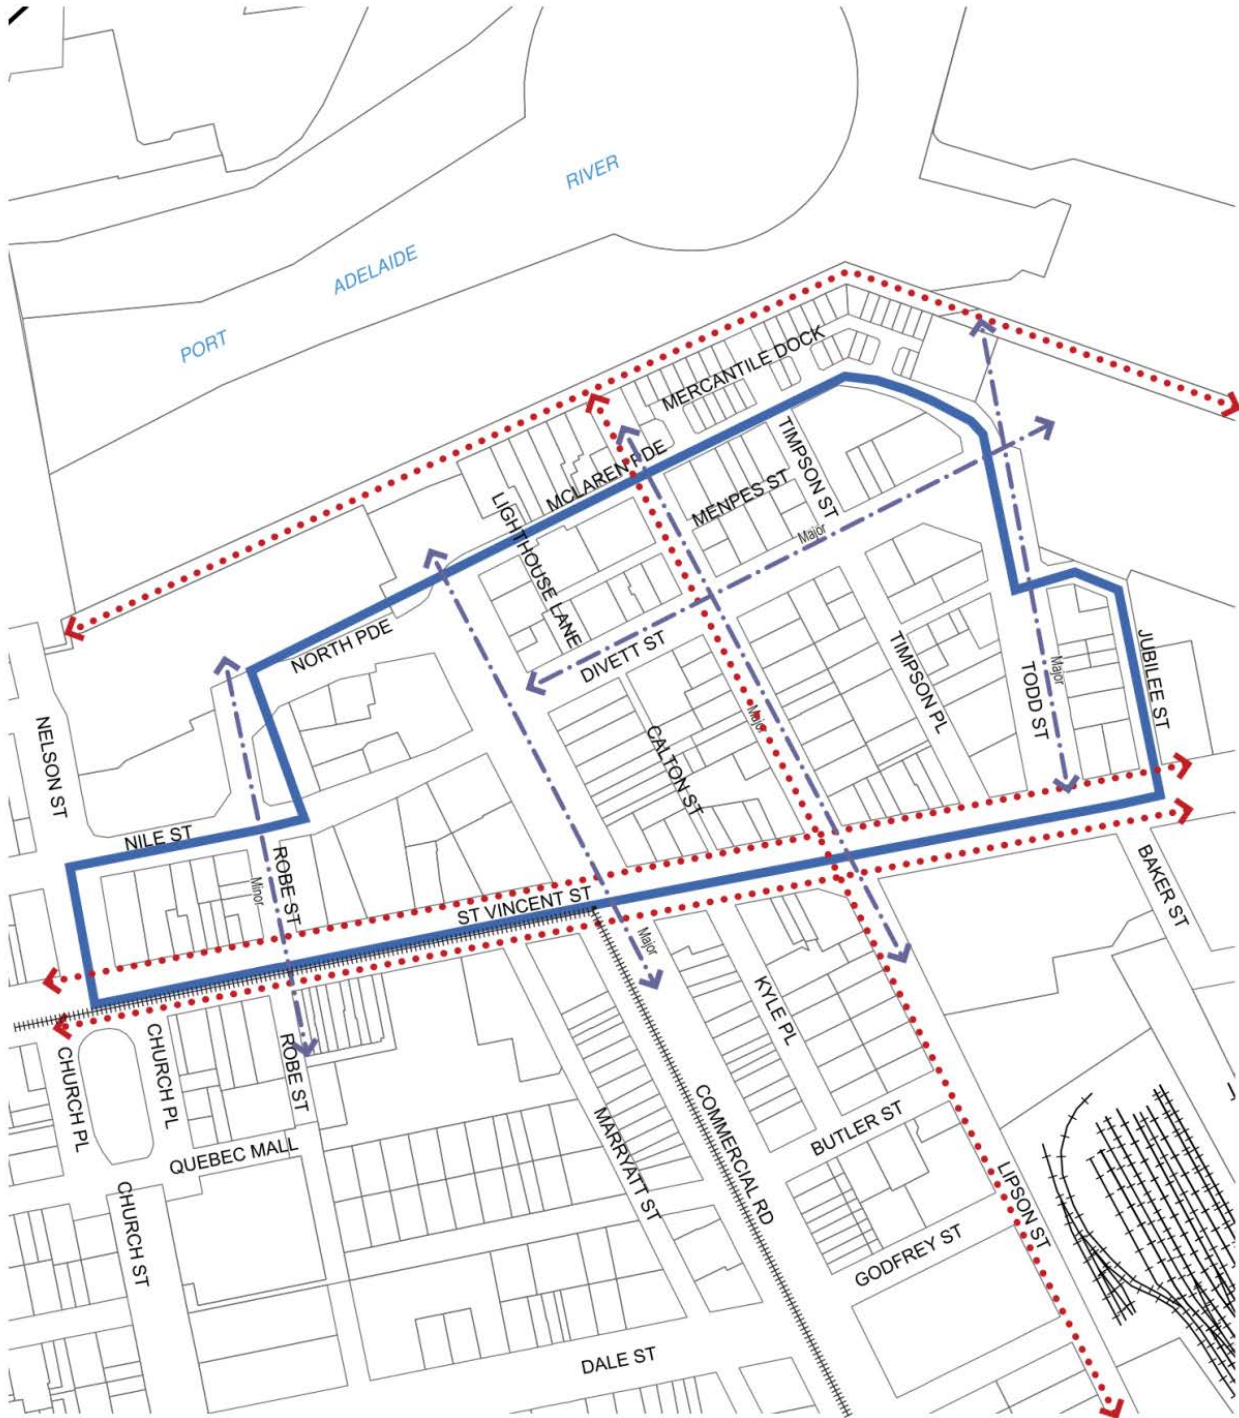 RIVER
ADELAIDE
PORT
MERCANTILE DOCK
MCLAREN PDE
TIMPSON ST
MENPES ST
LIGHTHOUSE LANE
Major
NORTH PDE
DIVETT ST
TIMPSON PL
JUBILEE ST
Major
TODD ST
NELSON ST
CALTON ST
Major
NILE ST
ROBE ST
Minor
ST VINCENT ST
BAKER ST
Major
KYLE PL
CHURCH PL
CHURCH PL
ROBE ST
COMMERCIAL RD
MARRYATT ST
BUTLER ST
QUEBEC MALL
LIPSON ST
CHURCH ST
GODFREY ST
DALE ST